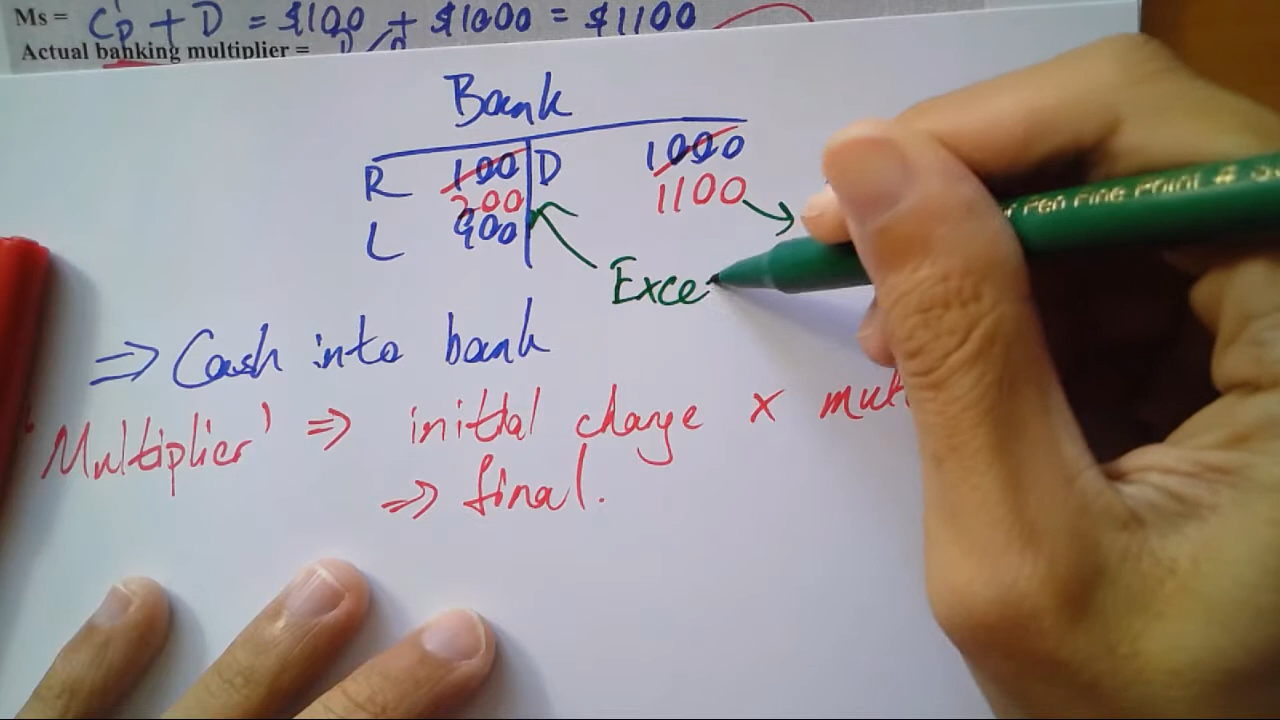 Ms = Cp + D = $100 + $1000 = $1100
Actual banking multiplier =
Bank
R 100 D 1000
200 1100
L 900
Exce
⇒ Cash into bank
'Multiplier' ⇒ initial change x mul
⇒ final.